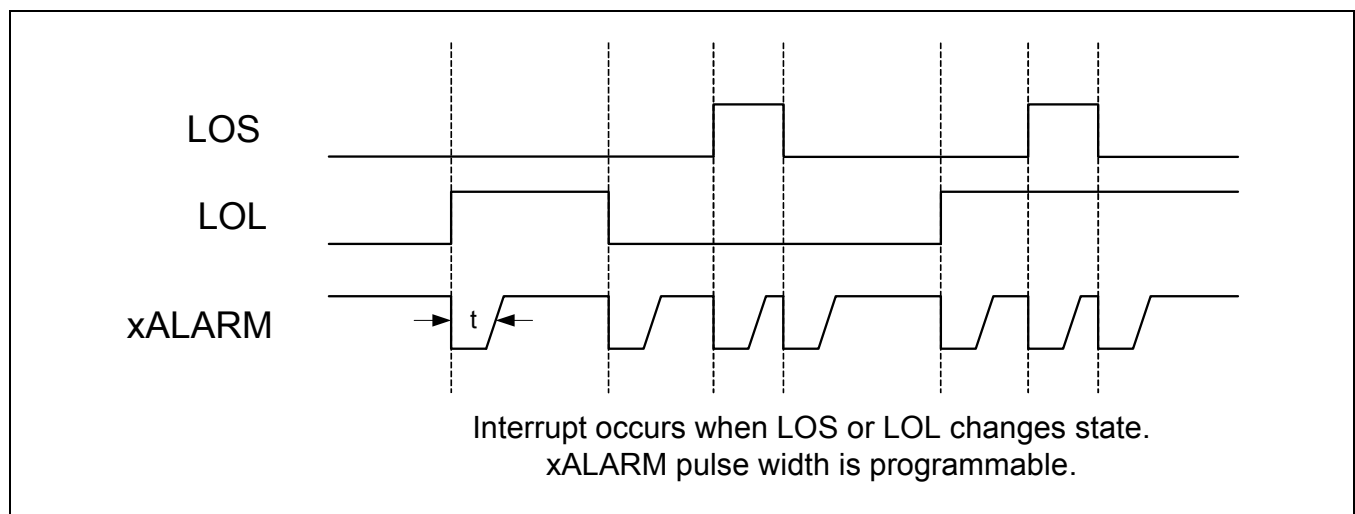 LOS
LOL
xALARM
t
Interrupt occurs when LOS or LOL changes state.
xALARM pulse width is programmable.